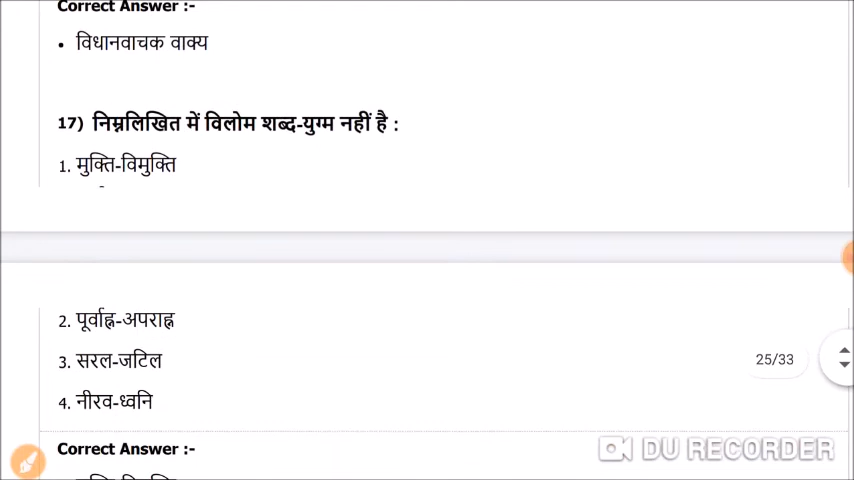 Correct Answer :-
• विधानवाचक वाक्य
17) निम्नलिखित में विलोम शब्द-युग्म नहीं है :
1. मुक्ति-विमुक्ति
2. पूर्वाह्न-अपराह्न
3. सरल-जटिल
25/33
4. नीरव-ध्वनि
Correct Answer :-
DU RECORDER